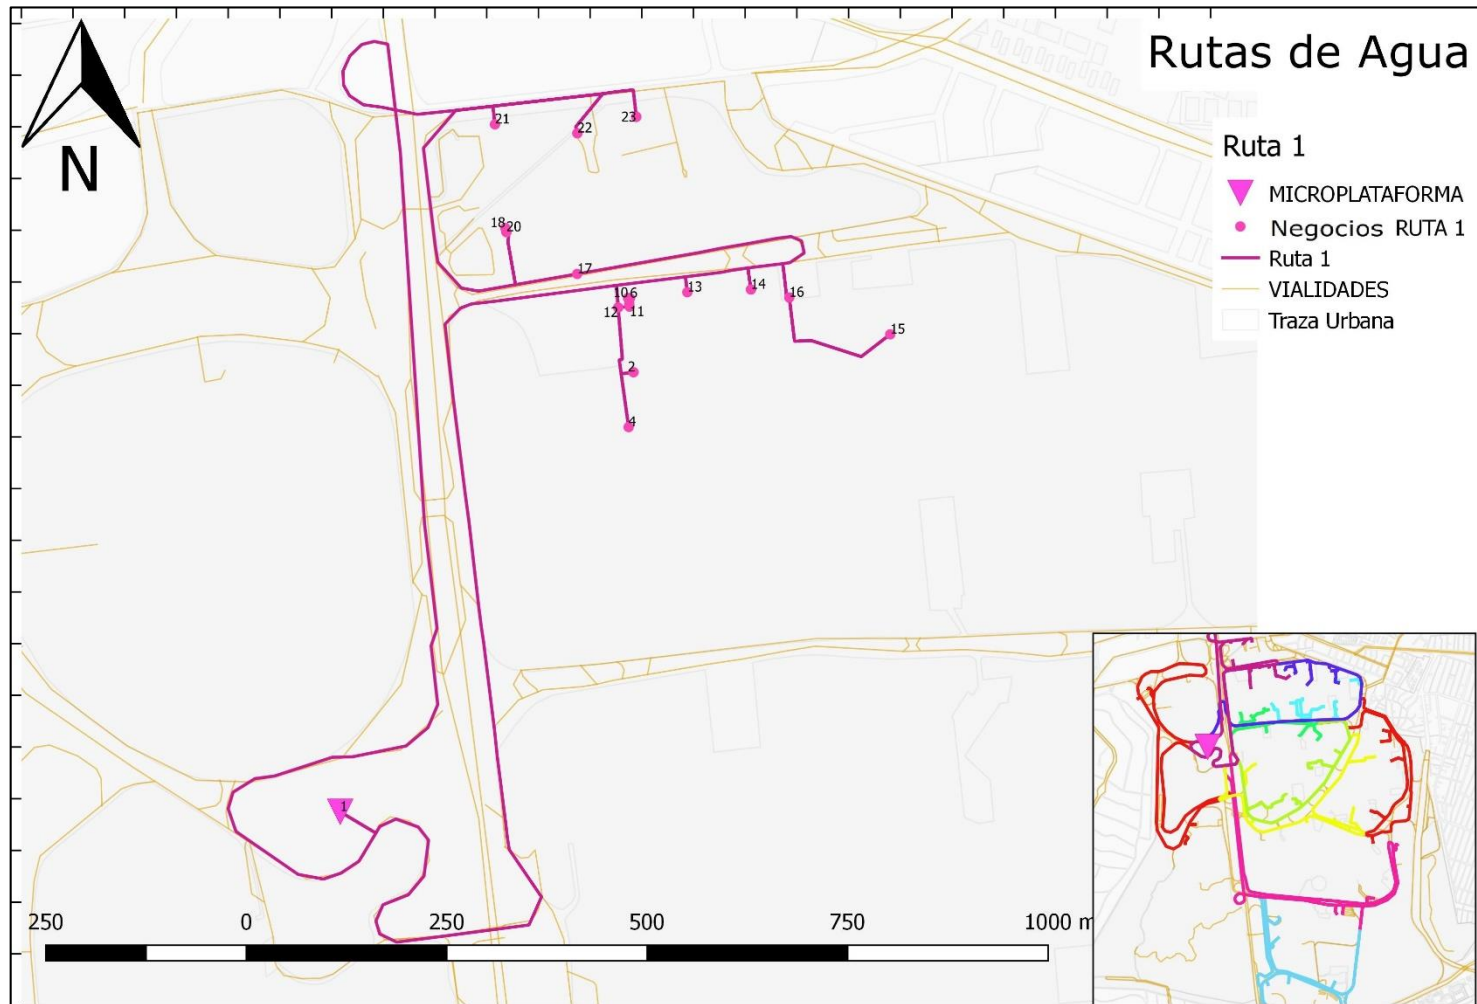 Rutas de Agua
N
Ruta 1
MICROPLATAFORMA
Negocios RUTA 1
Ruta 1
VIALIDADES
Traza Urbana
21
22
23
18 20
17
10 6
12 11
13
14
16
15
2
4
1
250 0 250 500 750 1000 m